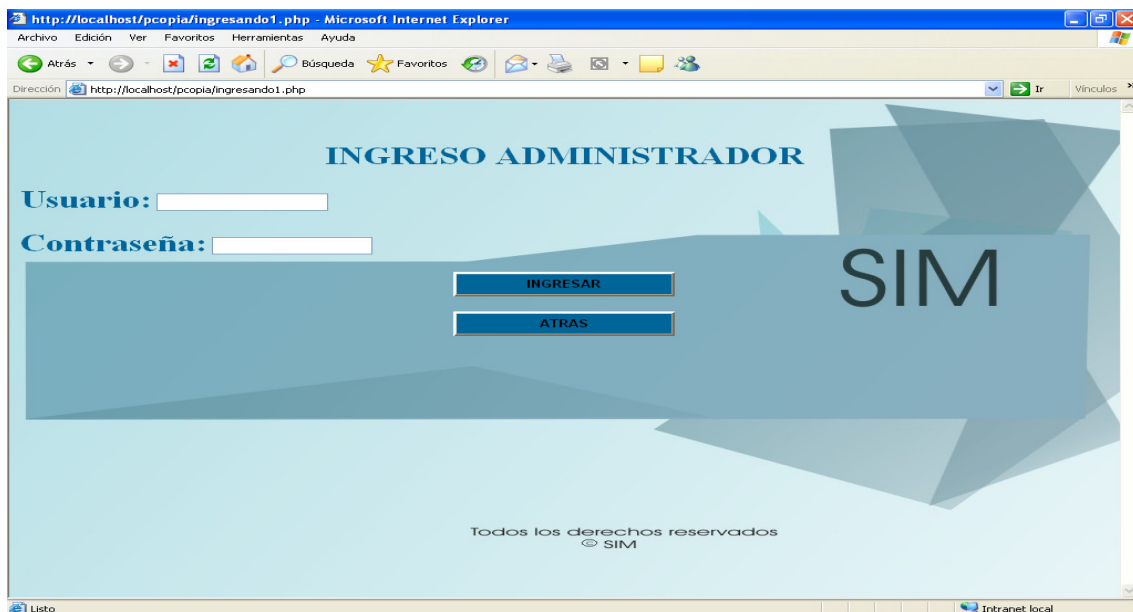 http://localhost/pcopia/ingresando1.php - Microsoft Internet Explorer
Archivo Edición Ver Favoritos Herramientas Ayuda
Atrás Búsqueda Favoritos
Dirección http://localhost/pcopia/ingresando1.php Ir Vínculos »
INGRESO ADMINISTRADOR
Usuario:
Contraseña:
SIM
INGRESAR
ATRAS
Todos los derechos reservados
© SIM
Listo Intranet local